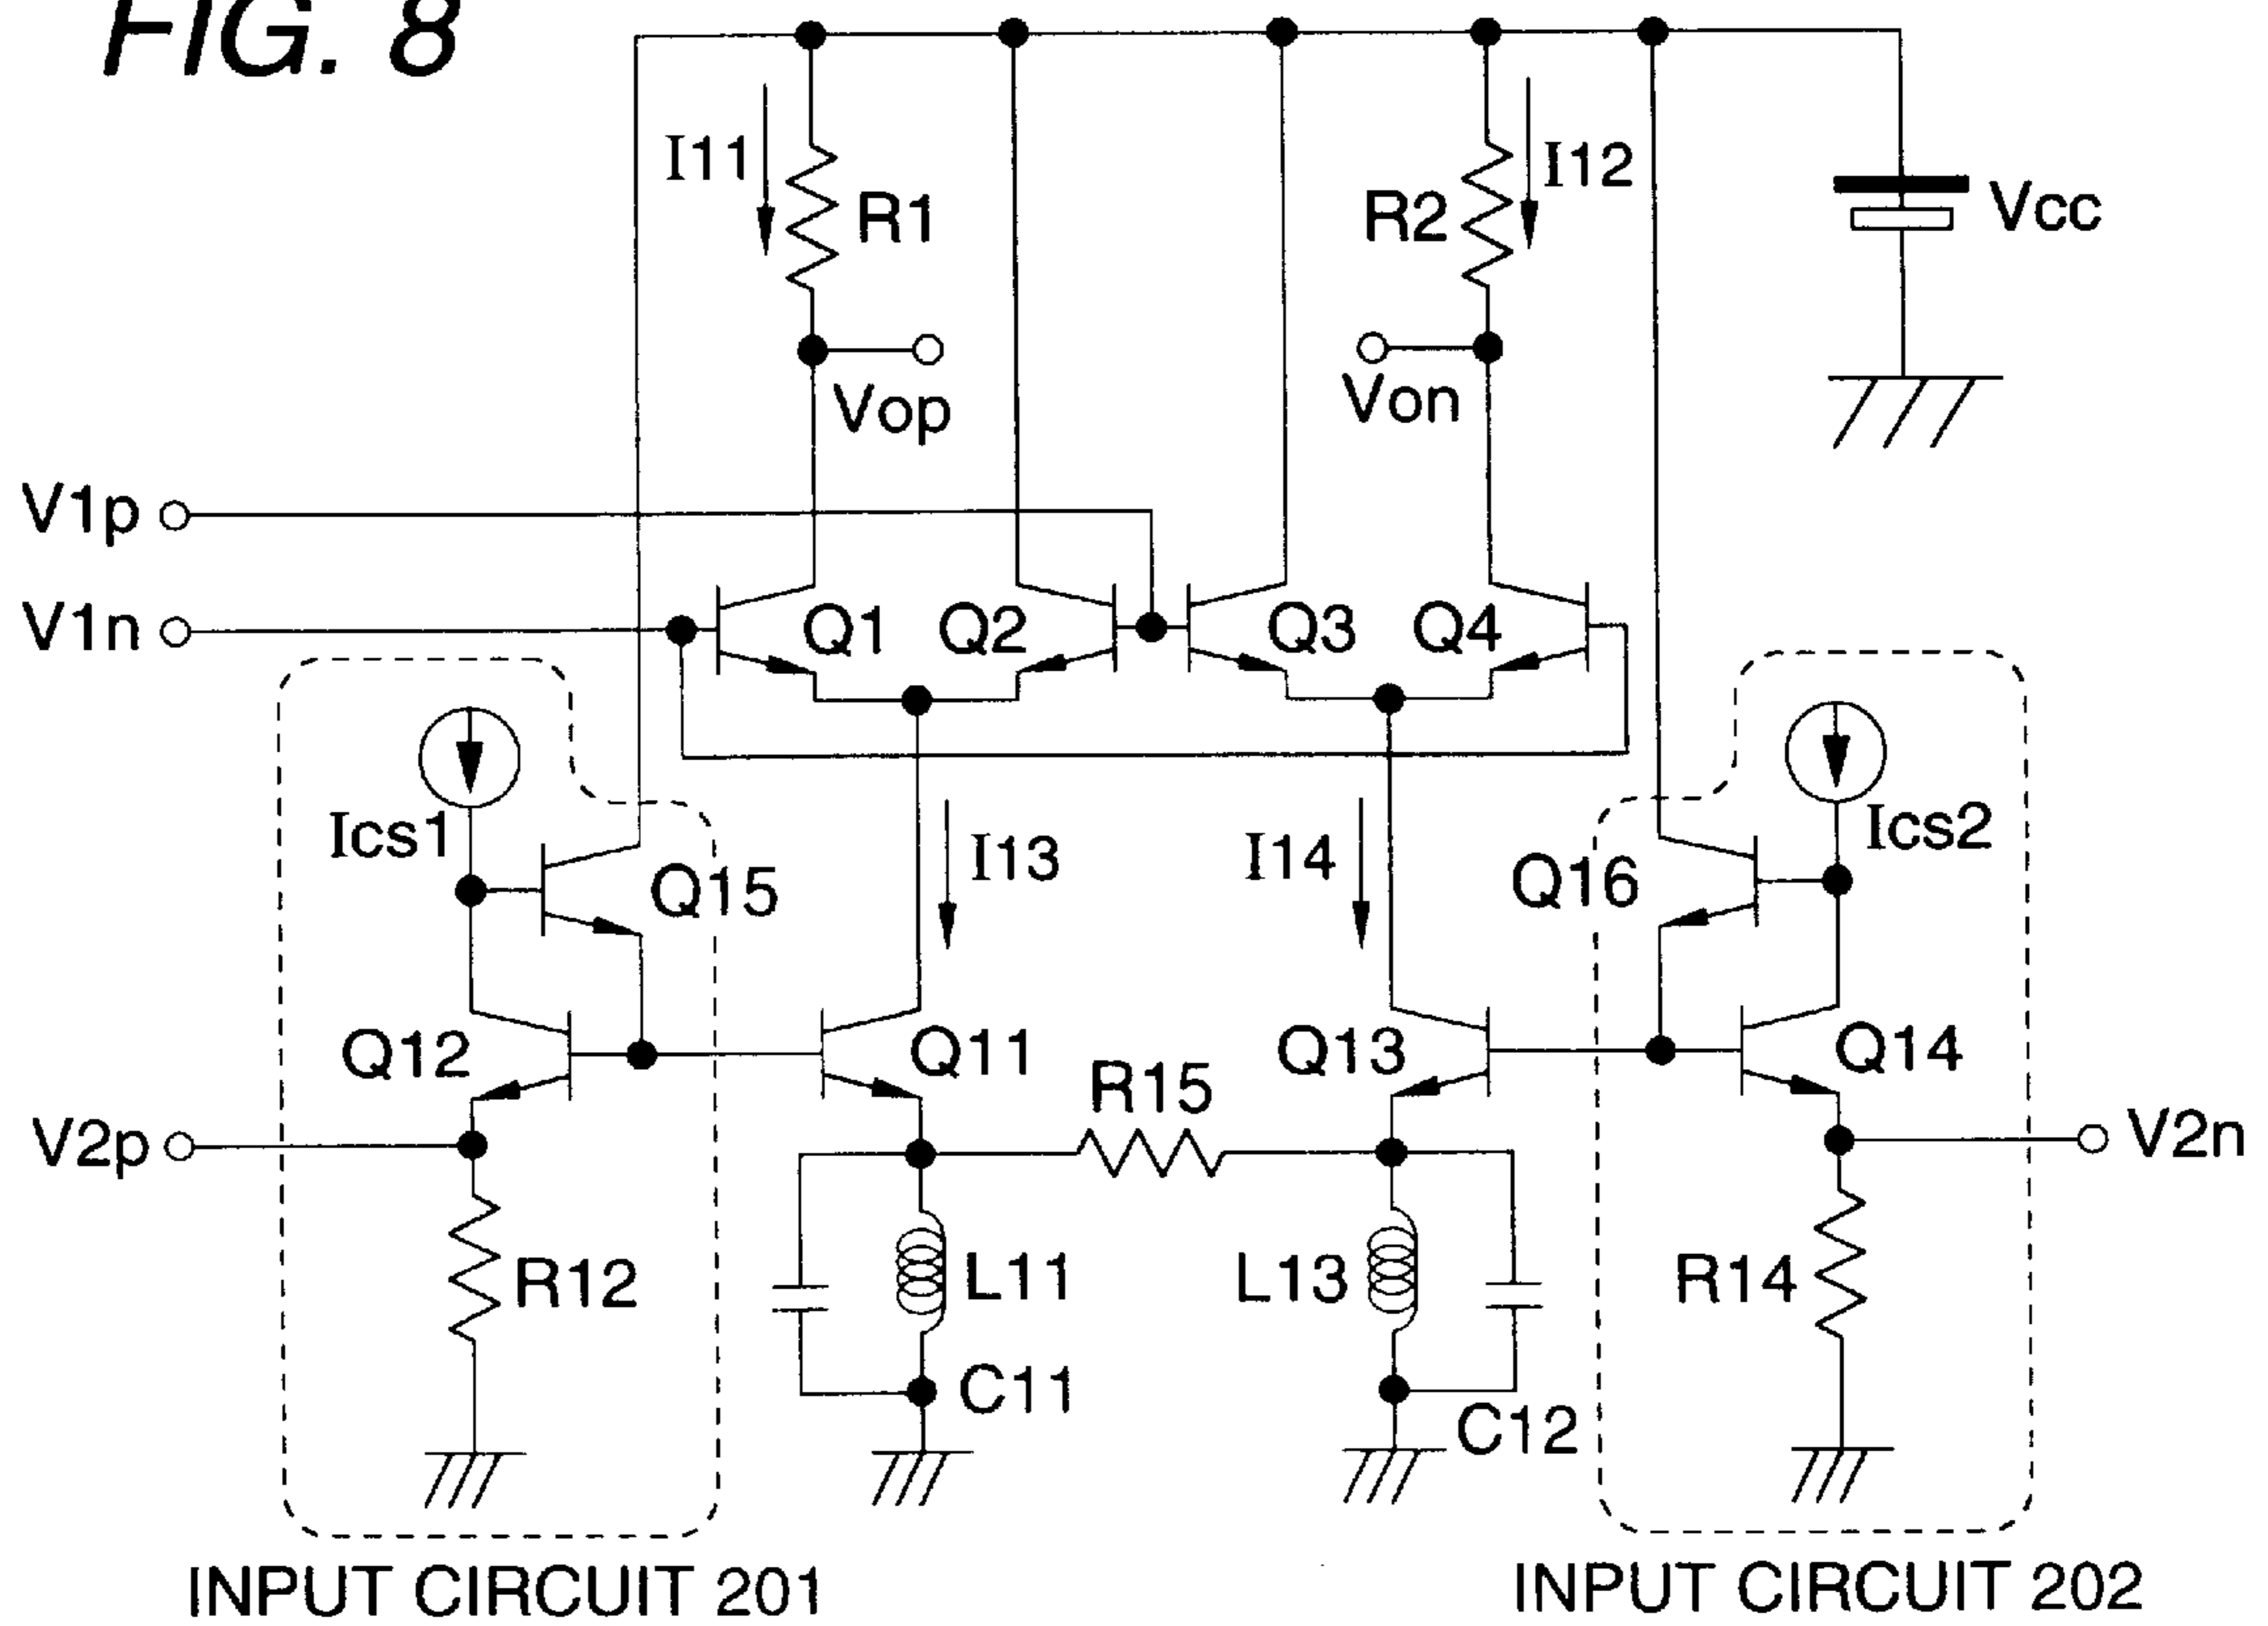 FIG. 8
I11
R1
R2
I12
Vcc
Vop
Von
V1p
V1n
Q1
Q2
Q3
Q4
Ics1
Q15
I13
I14
Q16
Ics2
Q12
Q11
Q13
Q14
R15
V2p
V2n
R12
L11
L13
R14
C11
C12
INPUT CIRCUIT 201
INPUT CIRCUIT 202